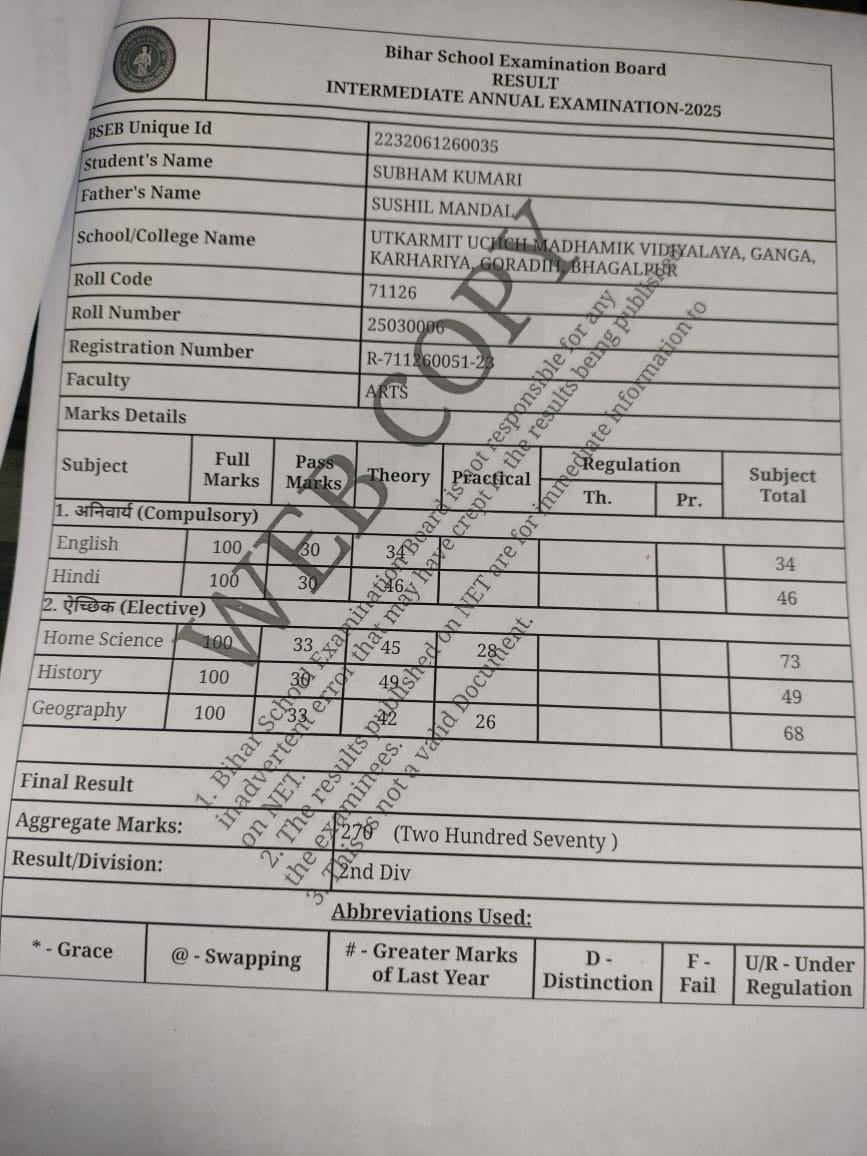 Bihar School Examination Board
RESULT
INTERMEDIATE ANNUAL EXAMINATION-2025
BSEB Unique Id 2232061260035
Student's Name SUBHAM KUMARI
Father's Name SUSHIL MANDAL
School/College Name UTKARMIT UCHCH MADHAMIK VIDIYALAYA, GANGA,
KARHARIYA, GORADIH, BHAGALPUR
Roll Code 71126
Roll Number 25030006
Registration Number R-711260051-23
Faculty ARTS
Marks Details
Subject Full Marks Pass Marks Theory Practical Regulation Th. Pr. Subject Total
1. अनिवार्य (Compulsory)
English 100 30 34 34
Hindi 100 30 46 46
2. ऐच्छिक (Elective)
Home Science 100 33 45 28 73
History 100 30 49 49
Geography 100 33 42 26 68
Final Result
Aggregate Marks: 270 (Two Hundred Seventy )
Result/Division: 2nd Div
Abbreviations Used:
* - Grace @ - Swapping # - Greater Marks of Last Year D - Distinction F - Fail U/R - Under Regulation
WEB COPY
1. Bihar School Examination Board is not responsible for any
inadvertent error that may have crept in the results being published
on NET.
2. The results published on NET are for immediate information to
the examinees.
3. This is not a valid Document.